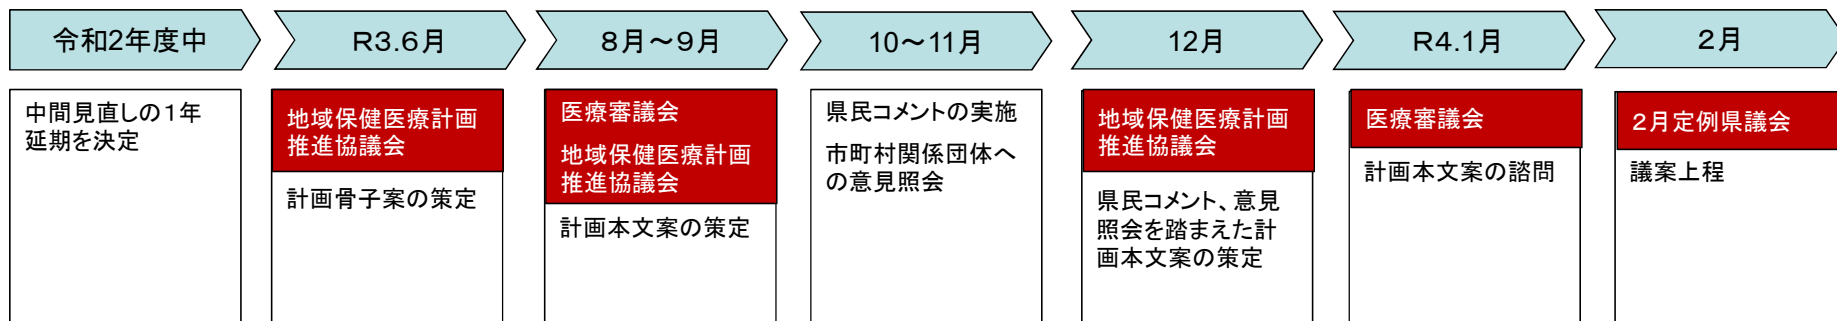 令和2年度中
R3.6月
8月～9月
10～11月
12月
R4.1月
2月
中間見直しの１年
延期を決定
地域保健医療計画
推進協議会
計画骨子案の策定
医療審議会
地域保健医療計画
推進協議会
計画本文案の策定
県民コメントの実施
市町村関係団体へ
の意見照会
地域保健医療計画
推進協議会
県民コメント、意見
照会を踏まえた計
画本文案の策定
医療審議会
計画本文案の諮問
２月定例県議会
議案上程